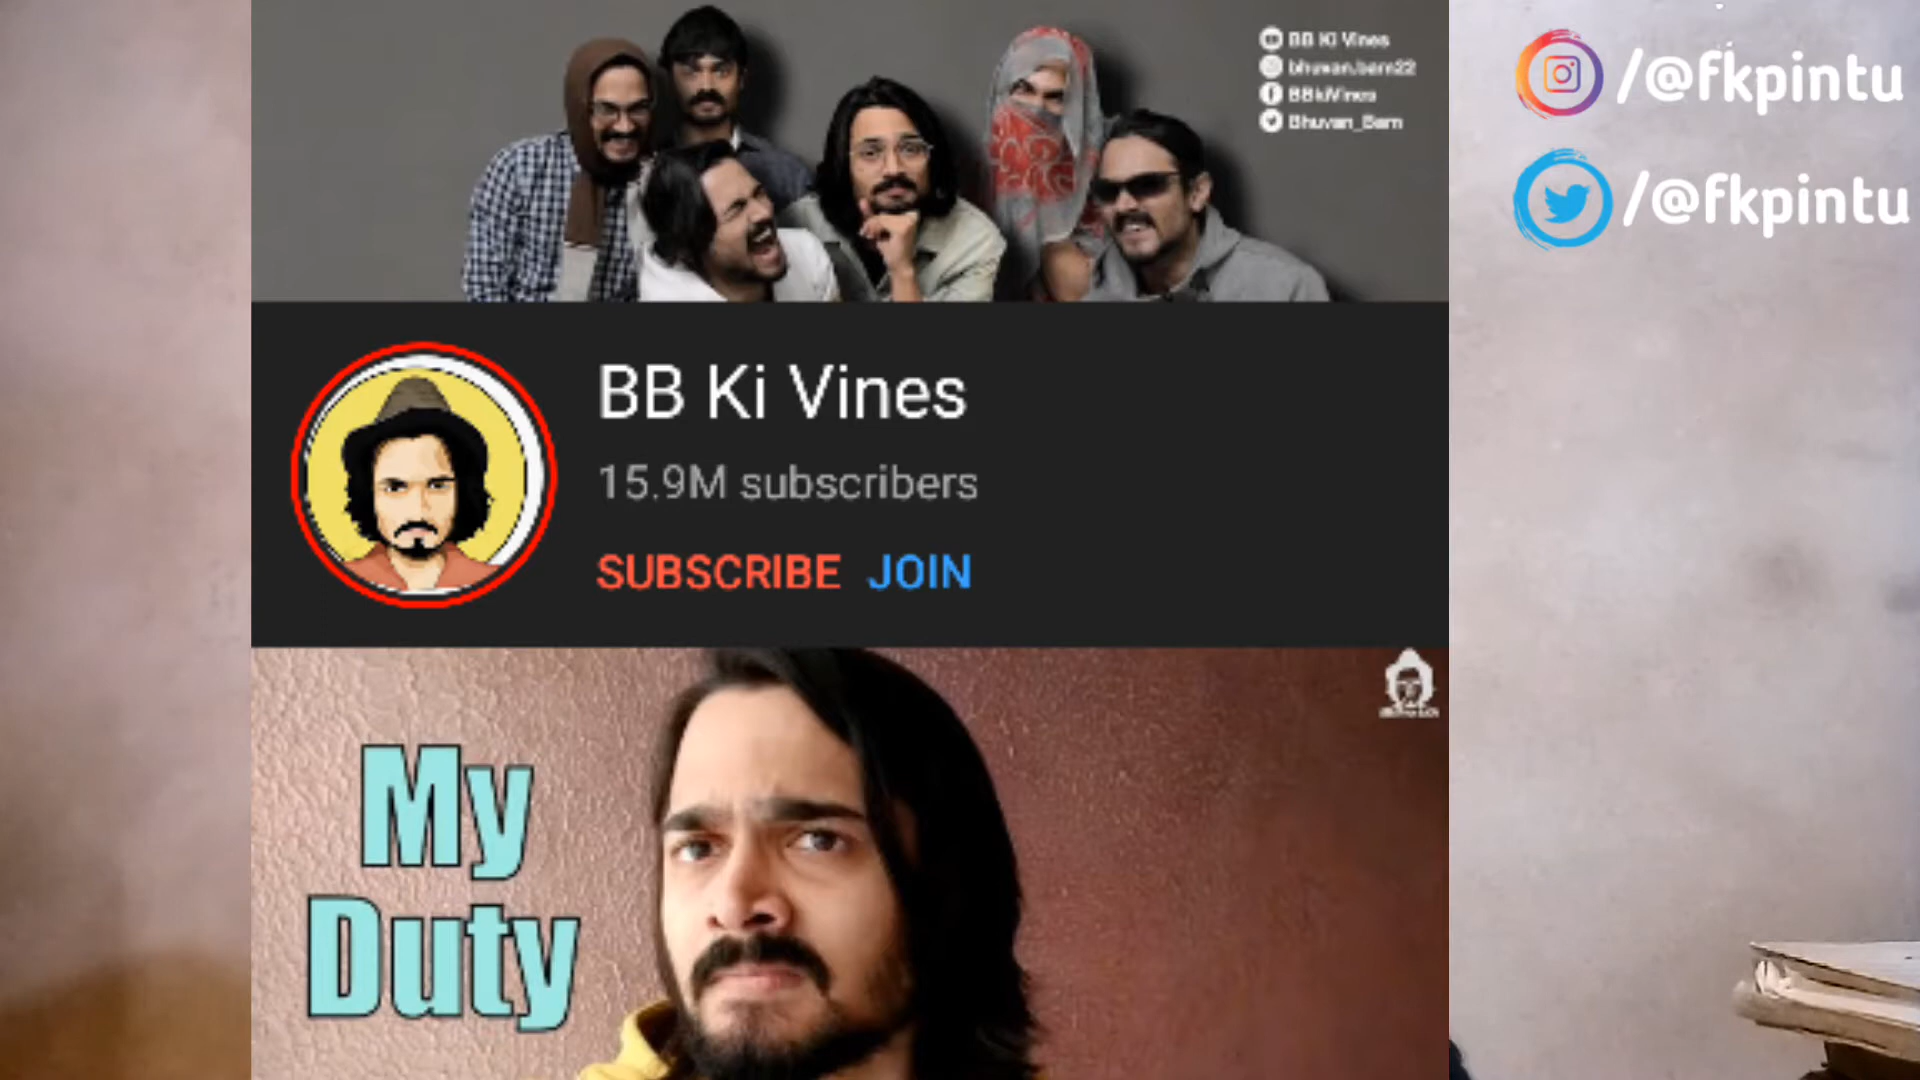 BB Ki Vines
bhuvan.bam22
BBkiVines
Bhuvan_Bam
/@fkpintu
/@fkpintu
BB Ki Vines
15.9M subscribers
SUBSCRIBE JOIN
My
Duty